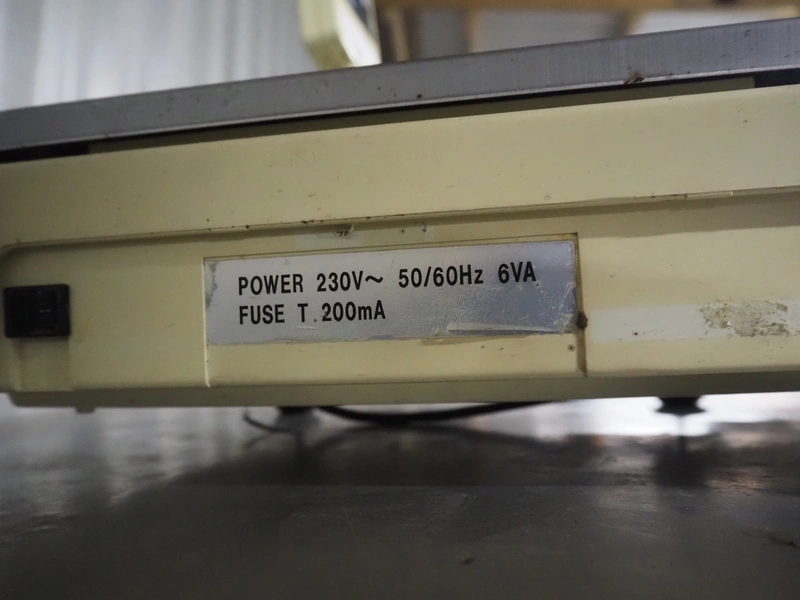 POWER 230V~ 50/60Hz 6VA
FUSE T.200mA